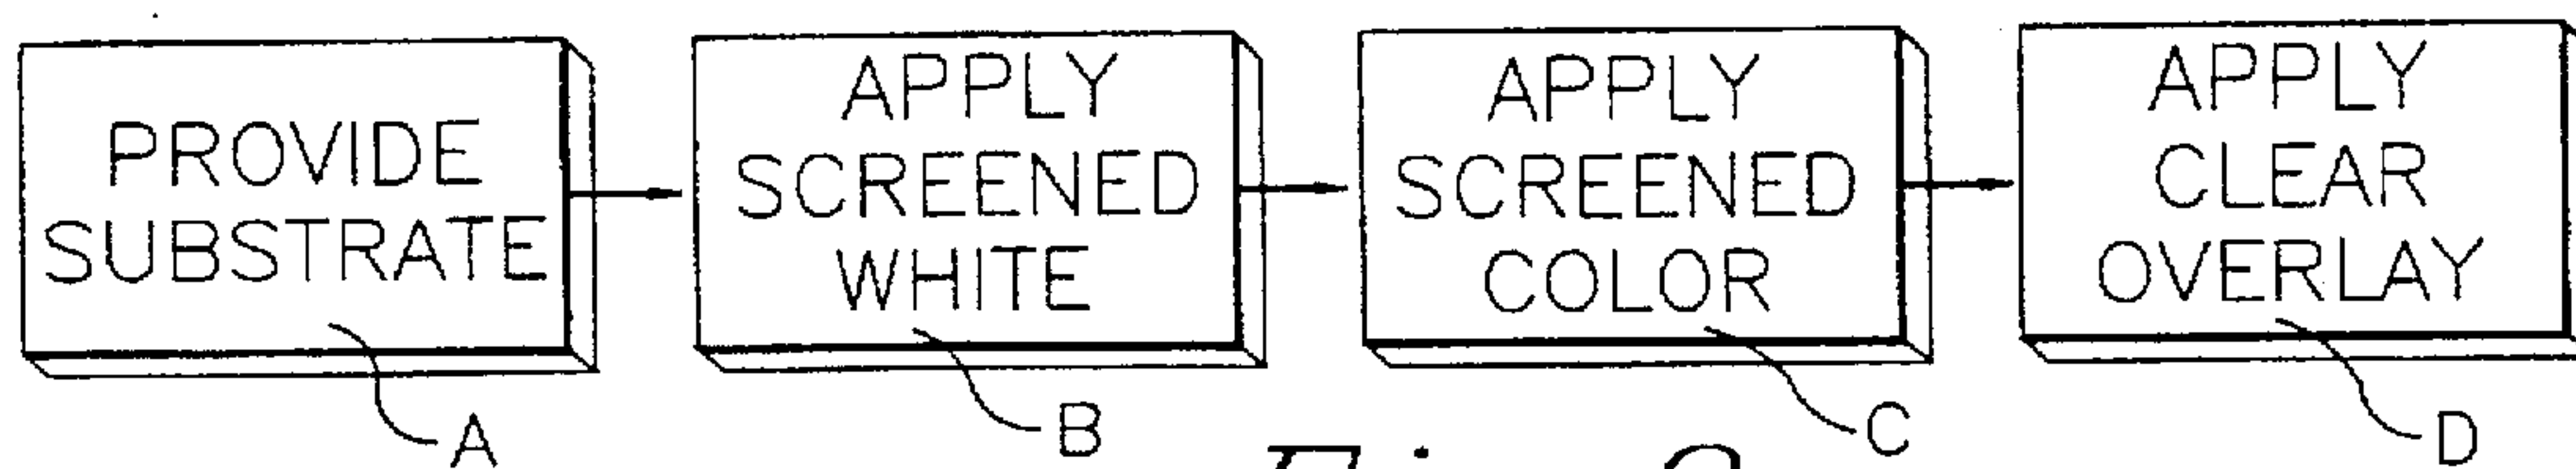 PROVIDE
SUBSTRATE
APPLY
SCREENED
WHITE
APPLY
SCREENED
COLOR
APPLY
CLEAR
OVERLAY
A
B
C
D